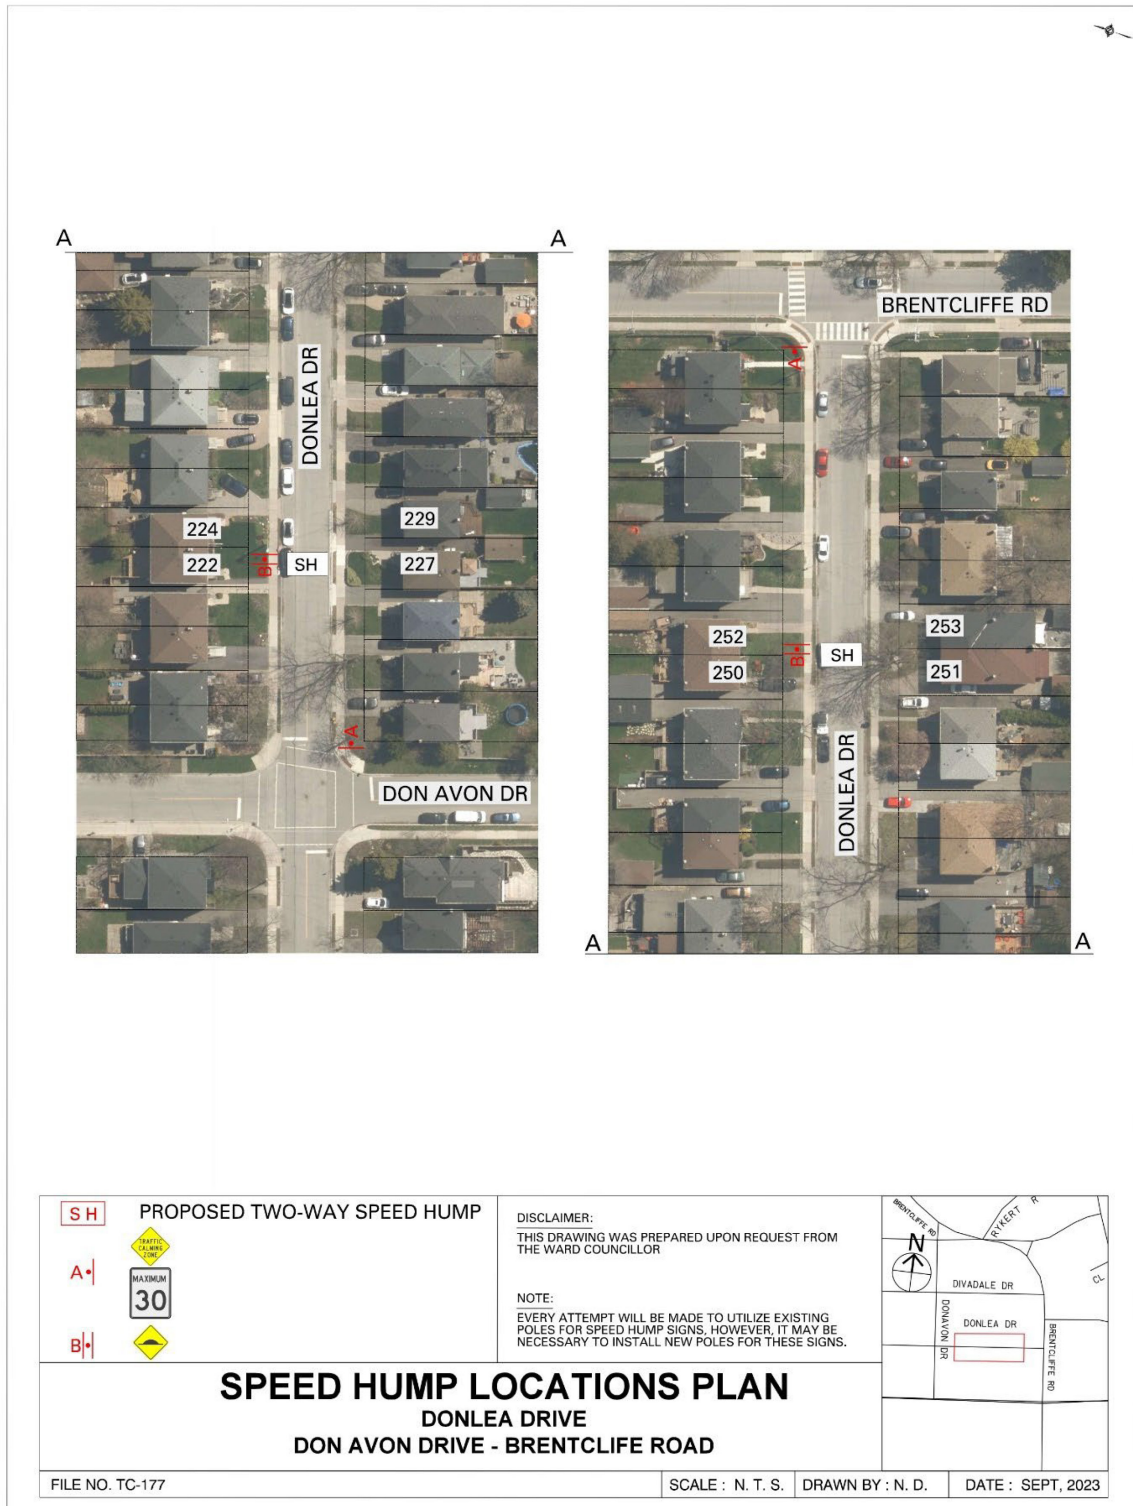 A
A
DONLEA DR
224
229
222
B
SH
227
A
DON AVON DR
BRENTCLIFFE RD
A
252
253
B
SH
250
251
DONLEA DR
A
A
SH PROPOSED TWO-WAY SPEED HUMP
TRAFFIC
CALMING
ZONE
A
MAXIMUM
30
B
DISCLAIMER:
THIS DRAWING WAS PREPARED UPON REQUEST FROM
THE WARD COUNCILLOR
NOTE:
EVERY ATTEMPT WILL BE MADE TO UTILIZE EXISTING
POLES FOR SPEED HUMP SIGNS, HOWEVER, IT MAY BE
NECESSARY TO INSTALL NEW POLES FOR THESE SIGNS.
BRENTCLIFFE RD
RYKERT R
N
CL
DIVADALE DR
DONAVON DR
DONLEA DR
BRENTCLIFFE RD
SPEED HUMP LOCATIONS PLAN
DONLEA DRIVE
DON AVON DRIVE - BRENTCLIFE ROAD
FILE NO. TC-177
SCALE : N. T. S.
DRAWN BY : N. D.
DATE : SEPT, 2023